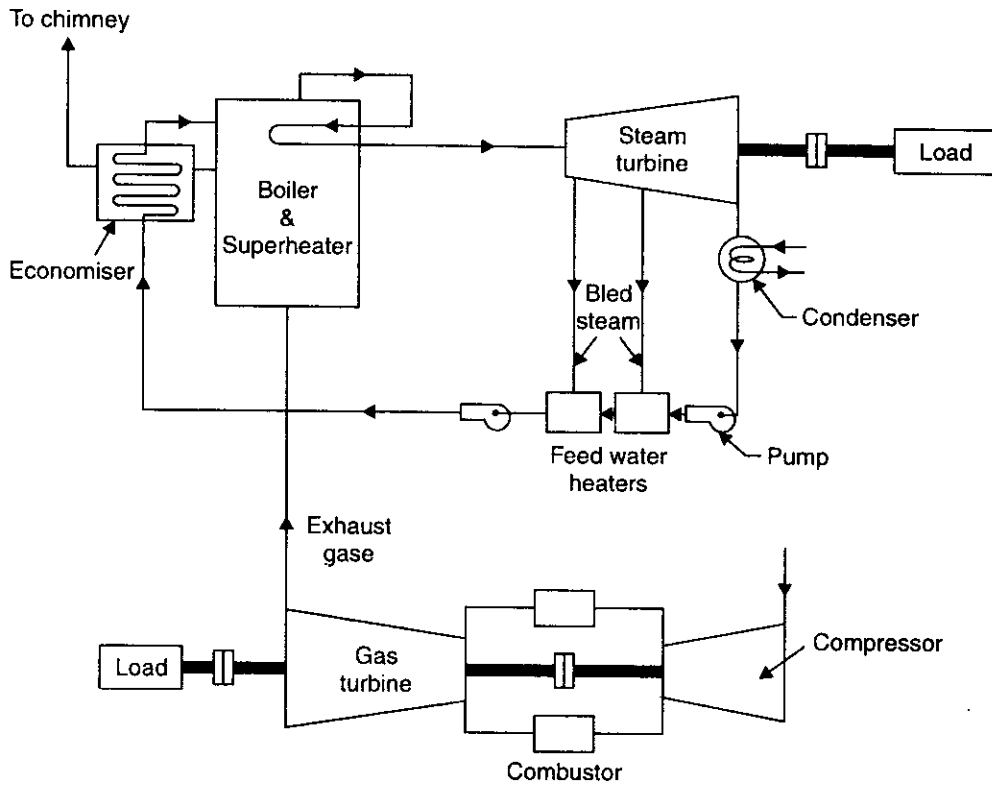 To chimney
Steam
turbine
Load
Boiler
&
Superheater
Economiser
Bled
steam
Condenser
Pump
Feed water
heaters
Exhaust
gase
Compressor
Load
Gas
turbine
Combustor